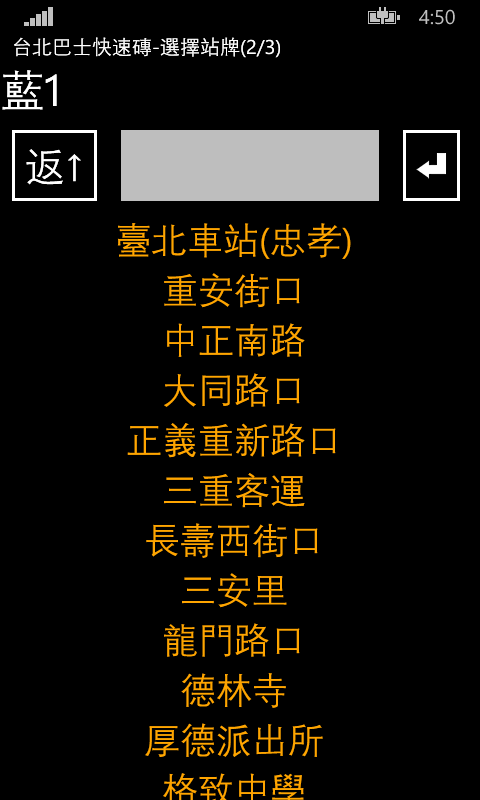 4:50
台北巴士快速磚-選擇站牌(2/3)
藍1
返↑
臺北車站(忠孝)
重安街口
中正南路
大同路口
正義重新路口
三重客運
長壽西街口
三安里
龍門路口
德林寺
厚德派出所
格致中學